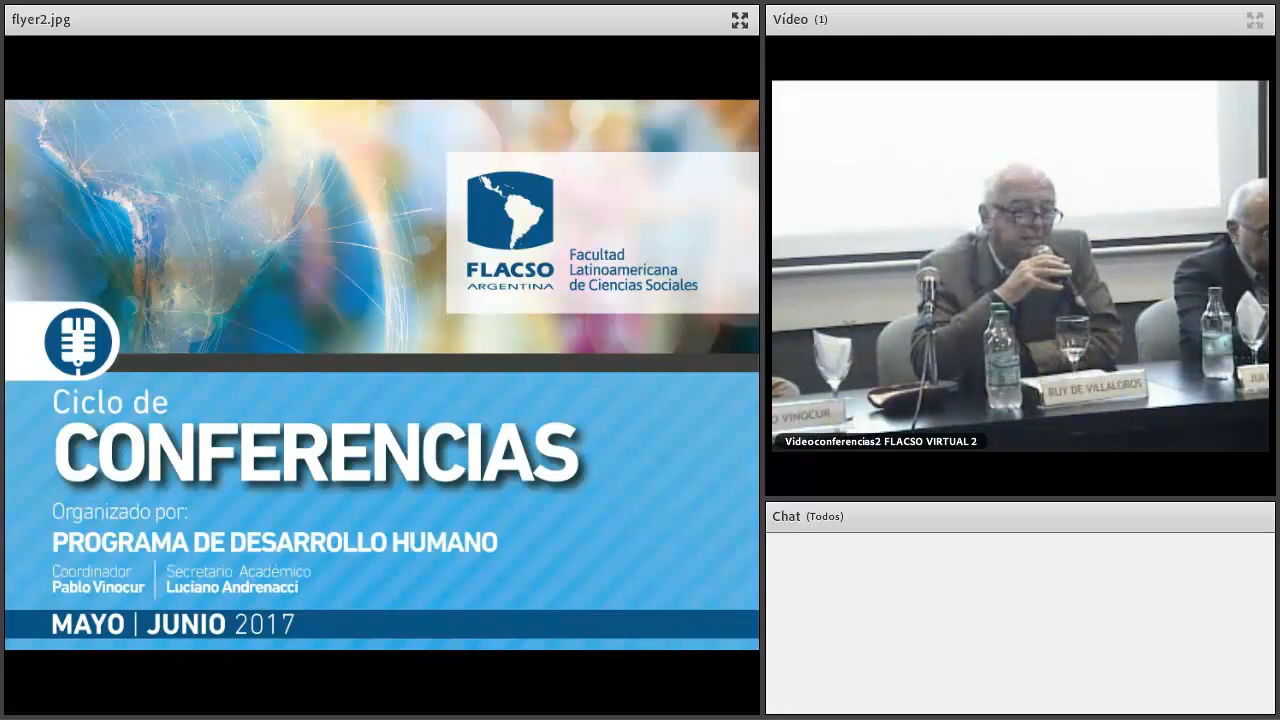 flyer2.jpg
FLACSO
ARGENTINA
Facultad
Latinoamericana
de Ciencias Sociales
Ciclo de
CONFERENCIAS
Organizado por:
PROGRAMA DE DESARROLLO HUMANO
Coordinador
Pablo Vinocur
Secretario Académico
Luciano Andrenacci
MAYO | JUNIO 2017
Vídeo (1)
O VINOCUR
RUY DE VILLALOBOS
Videoconferencias2 FLACSO VIRTUAL 2
Chat (Todos)